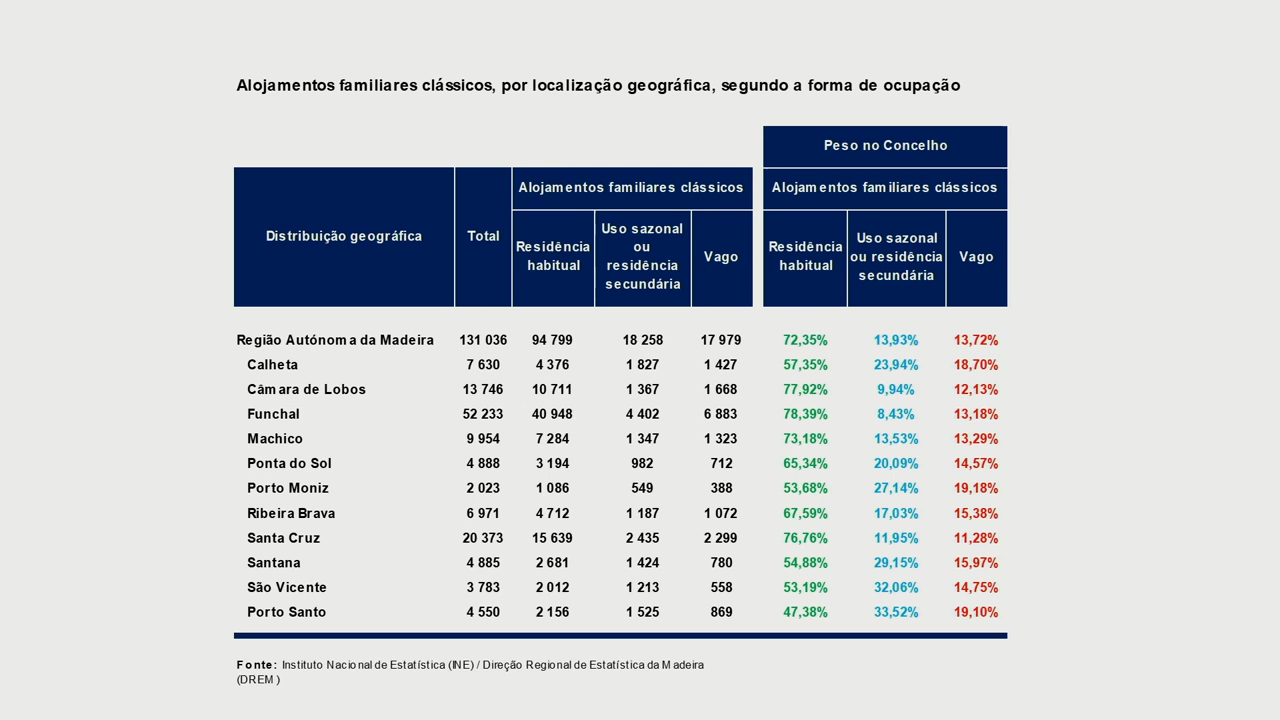 Alojamentos familiares clássicos, por localização geográfica, segundo a forma de ocupação
Peso no Concelho
Distribuição geográfica Total Alojamentos familiares clássicos Alojamentos familiares clássicos
Residência habitual Uso sazonal ou residência secundária Vago Residência habitual Uso sazonal ou residência secundária Vago
Região Autónoma da Madeira 131 036 94 799 18 258 17 979 72,35% 13,93% 13,72%
Calheta 7 630 4 376 1 827 1 427 57,35% 23,94% 18,70%
Câmara de Lobos 13 746 10 711 1 367 1 668 77,92% 9,94% 12,13%
Funchal 52 233 40 948 4 402 6 883 78,39% 8,43% 13,18%
Machico 9 954 7 284 1 347 1 323 73,18% 13,53% 13,29%
Ponta do Sol 4 888 3 194 982 712 65,34% 20,09% 14,57%
Porto Moniz 2 023 1 086 549 388 53,68% 27,14% 19,18%
Ribeira Brava 6 971 4 712 1 187 1 072 67,59% 17,03% 15,38%
Santa Cruz 20 373 15 639 2 435 2 299 76,76% 11,95% 11,28%
Santana 4 885 2 681 1 424 780 54,88% 29,15% 15,97%
São Vicente 3 783 2 012 1 213 558 53,19% 32,06% 14,75%
Porto Santo 4 550 2 156 1 525 869 47,38% 33,52% 19,10%
Fonte: Instituto Nacional de Estatística (INE) / Direção Regional de Estatística da Madeira
(DREM)